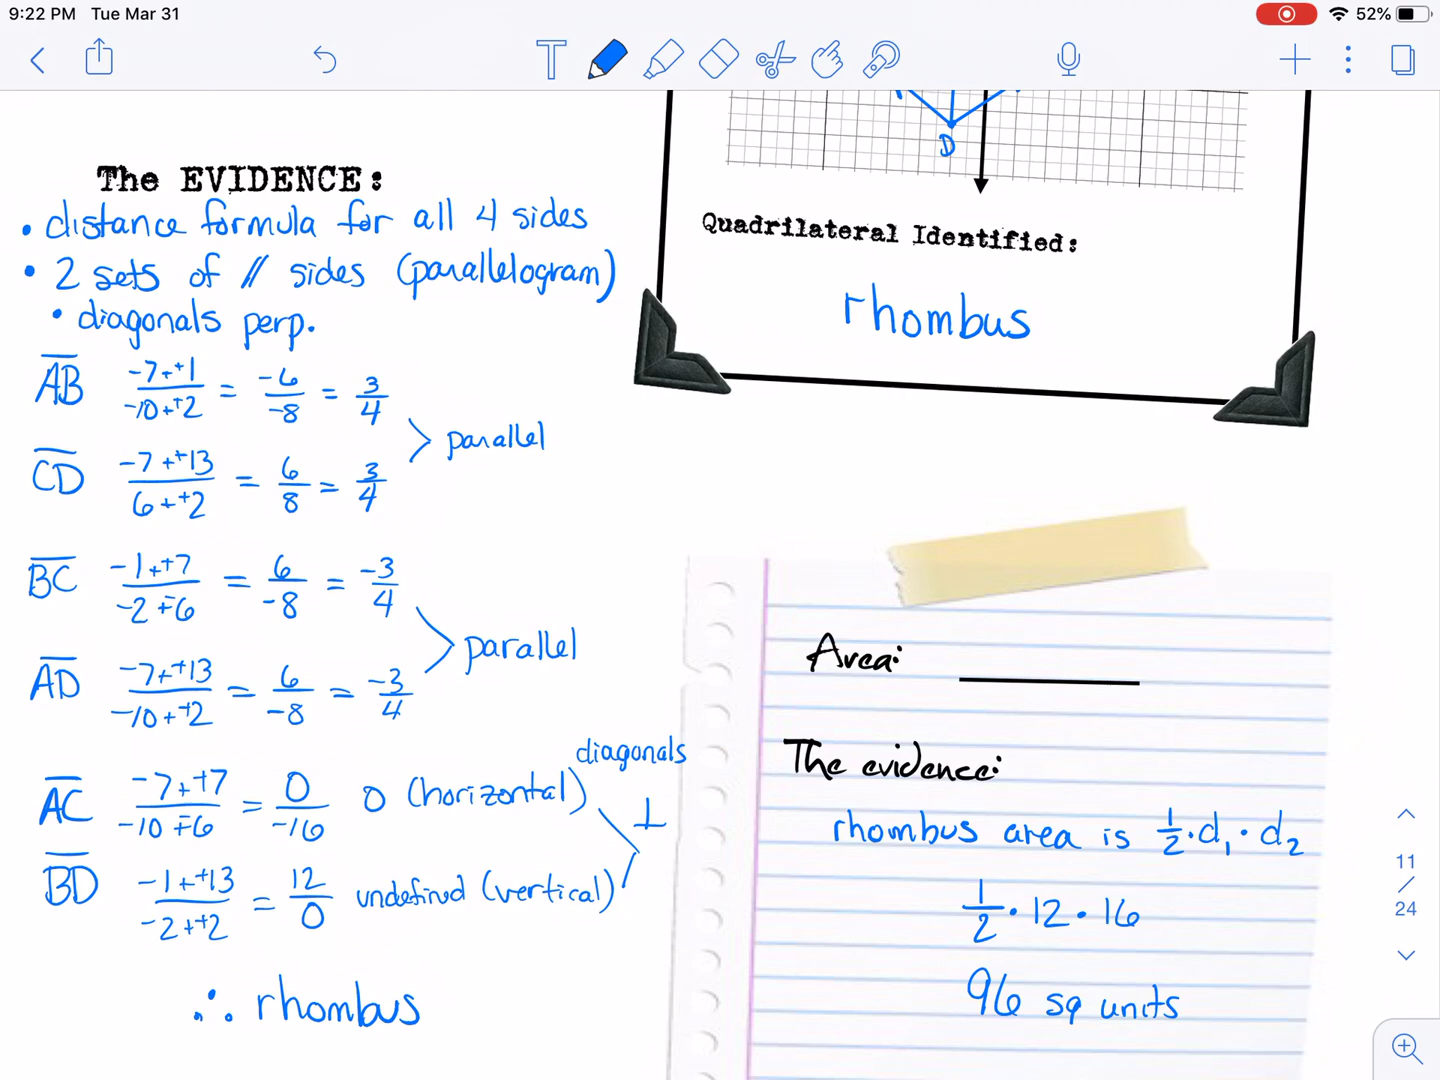 9:22 PM Tue Mar 31
52%
T
D
The EVIDENCE:
• distance formula for all 4 sides
• 2 sets of // sides (parallelogram)
• diagonals perp.
AB -7++1/-10++2 = -6/-8 = 3/4
CD -7++13/6++2 = 6/8 = 3/4
> parallel
BC -1++7/-2+-6 = 6/-8 = -3/4
AD -7++13/-10++2 = 6/-8 = -3/4
> parallel
AC -7++7/-10+-6 = 0/-16 0 (horizontal)
BD -1++13/-2++2 = 12/0 undefined (vertical)
diagonals
⊥
∴ rhombus
Quadrilateral Identified:
rhombus
Area:
The evidence:
rhombus area is 1/2 · d1 · d2
1/2 · 12 · 16
96 sq units
11
/
24